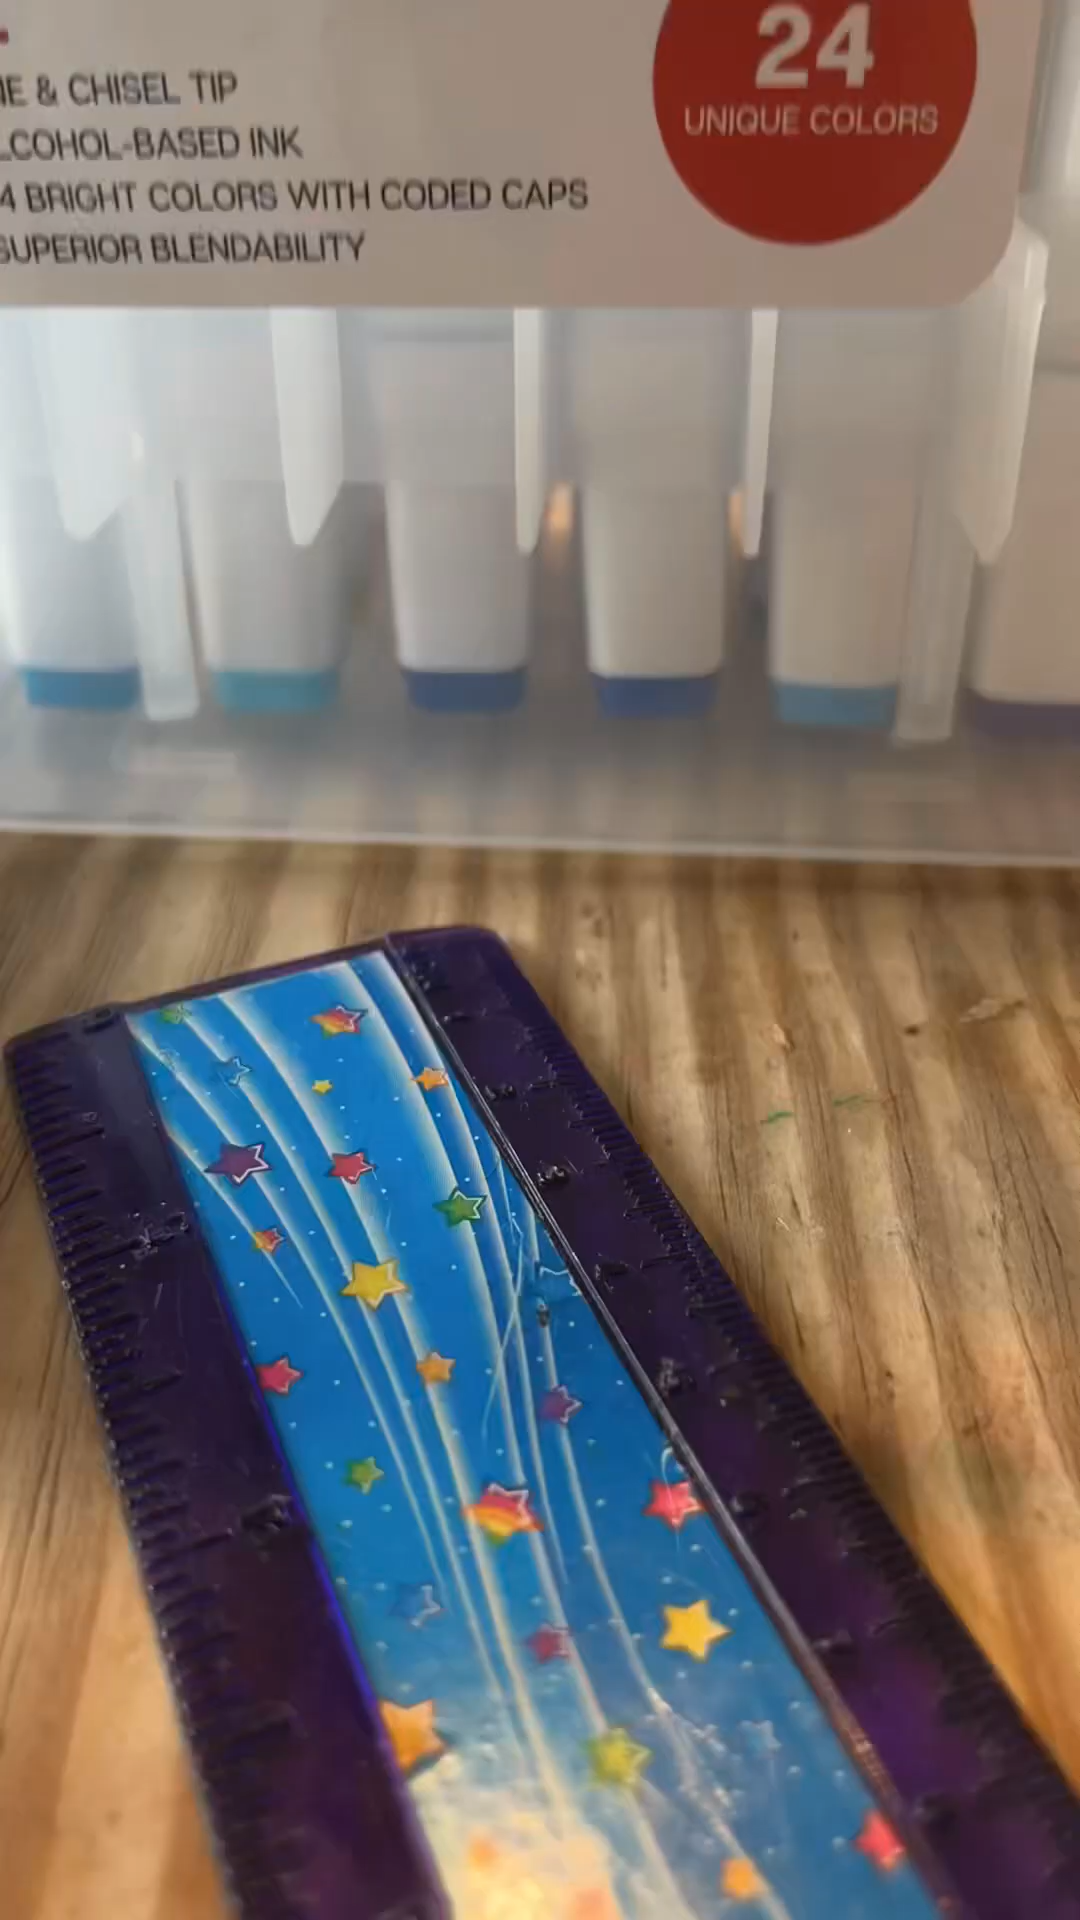 24
UNIQUE COLORS
& CHISEL TIP
LCOHOL-BASED INK
4 BRIGHT COLORS WITH CODED CAPS
SUPERIOR BLENDABILITY